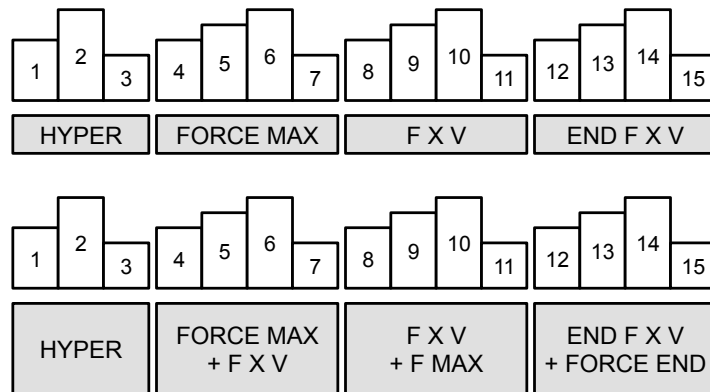 1 2 3 4 5 6 7 8 9 10 11 12 13 14 15
HYPER FORCE MAX F X V END F X V
1 2 3 4 5 6 7 8 9 10 11 12 13 14 15
HYPER
FORCE MAX
+ F X V
F X V
+ F MAX
END F X V
+ FORCE END